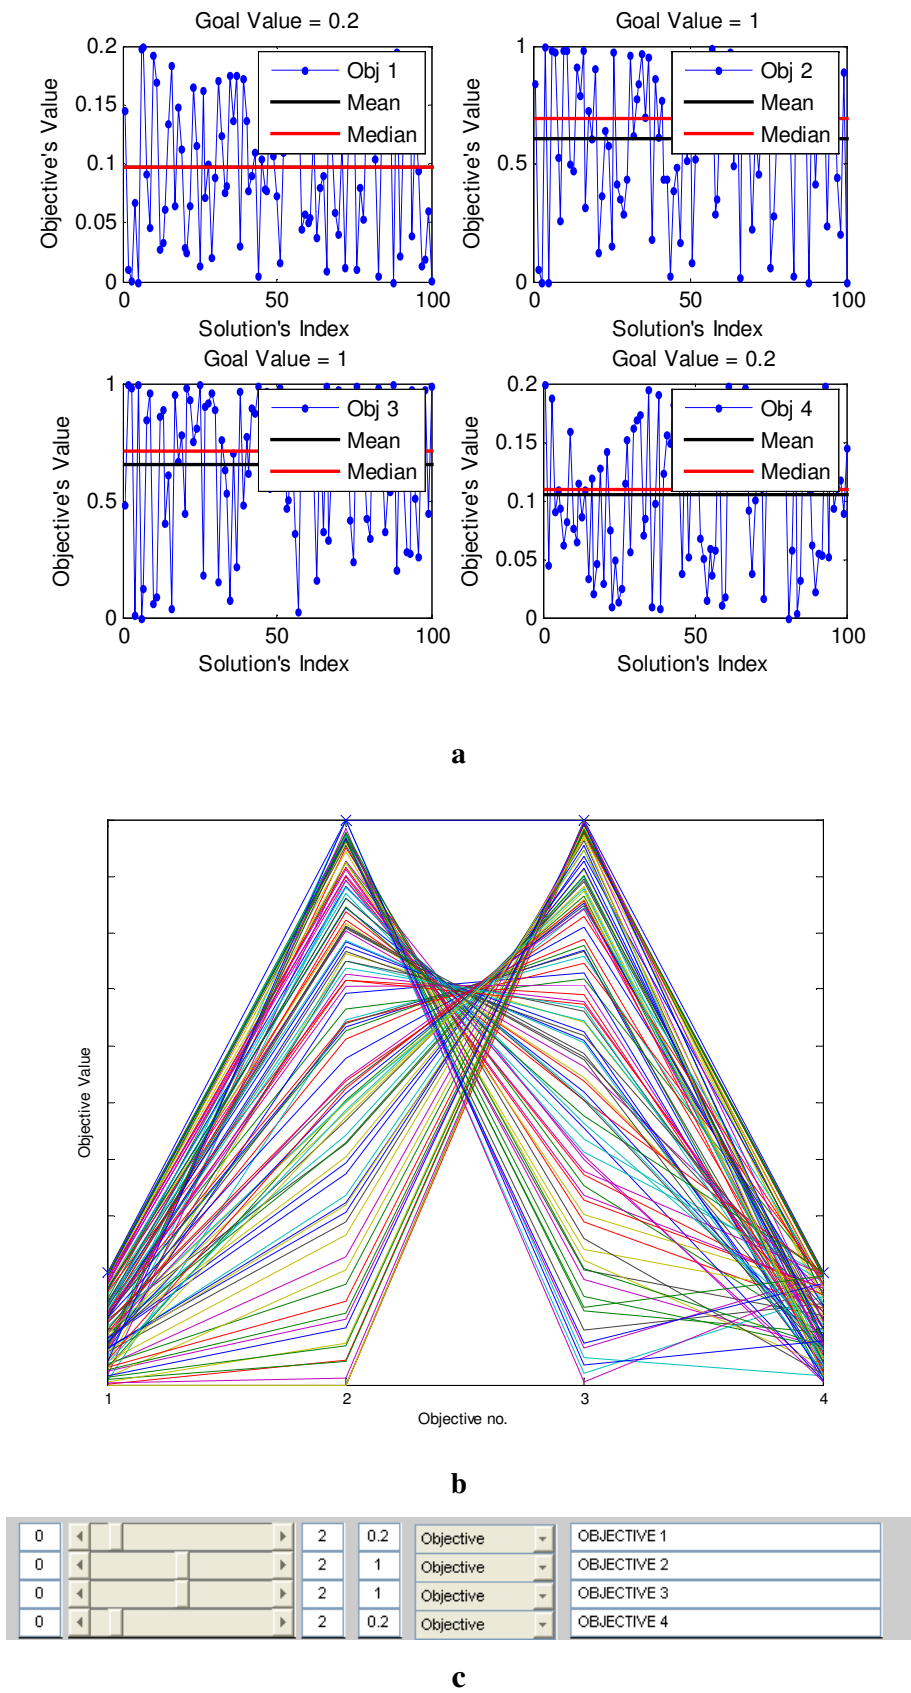 Goal Value = 0.2
Goal Value = 1
Objective's Value
0.2
0.15
0.1
0.05
0
0
50
100
Solution's Index
Obj 1
Mean
Median
Objective's Value
1
0.5
0
0
50
100
Solution's Index
Obj 2
Mean
Median
Goal Value = 1
Goal Value = 0.2
Objective's Value
1
0.5
0
0
50
100
Solution's Index
Obj 3
Mean
Median
Objective's Value
0.2
0.15
0.1
0.05
0
0
50
100
Solution's Index
Obj 4
Mean
Median
a
Objective Value
1
2
3
4
Objective no.
b
0 2 0.2 Objective OBJECTIVE 1
0 2 1 Objective OBJECTIVE 2
0 2 1 Objective OBJECTIVE 3
0 2 0.2 Objective OBJECTIVE 4
c